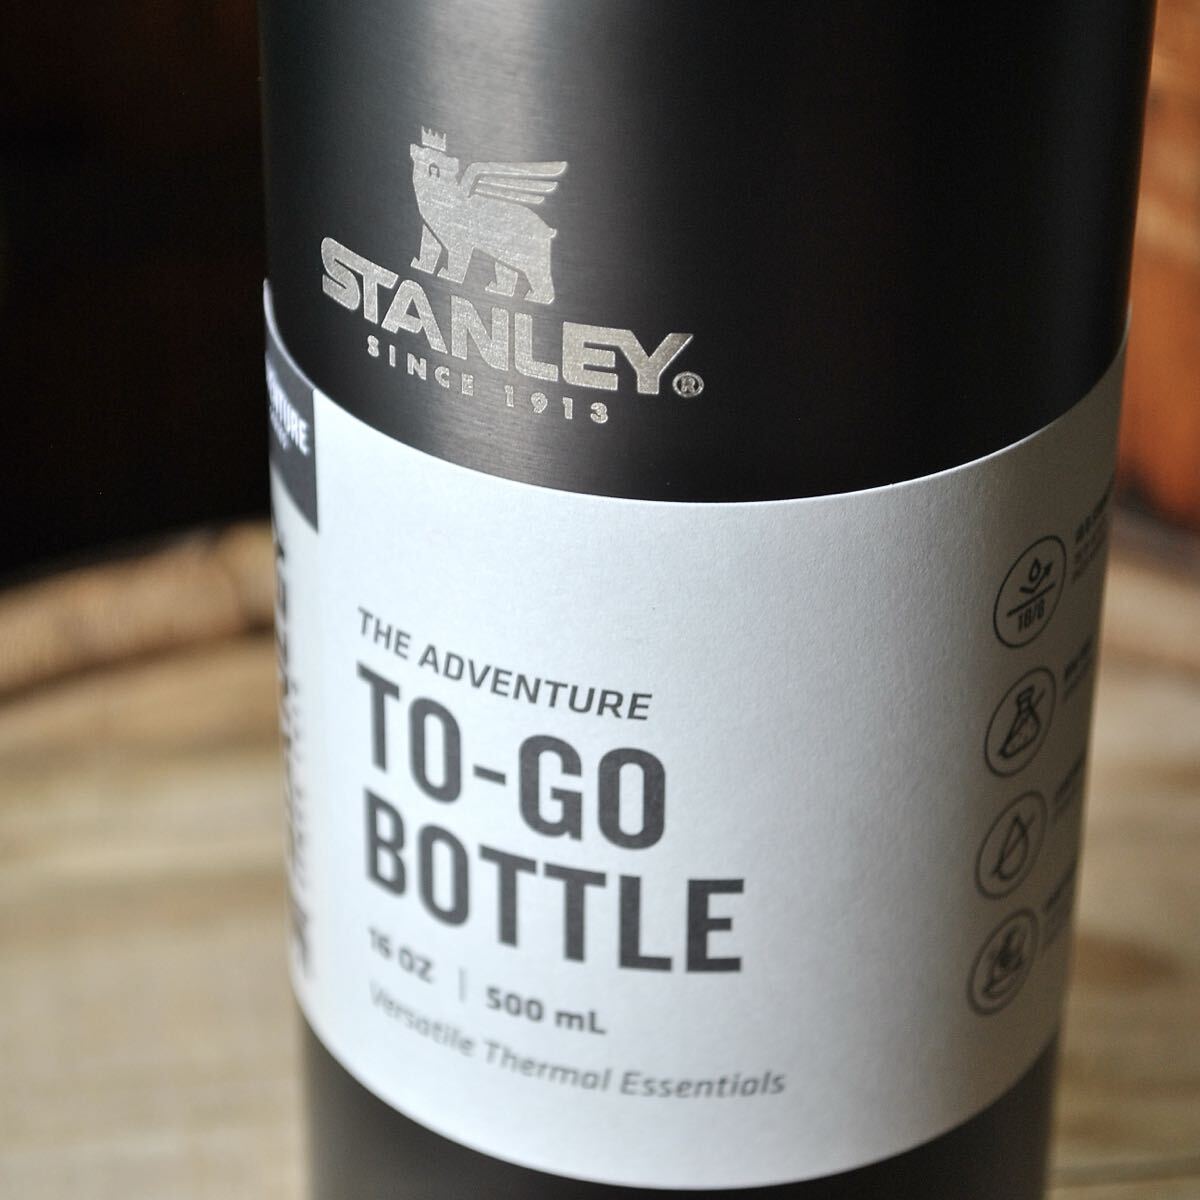 STANLEY®
SINCE 1913
THE ADVENTURE
TO-GO
BOTTLE
16 OZ | 500 mL
Versatile Thermal Essentials
18/8